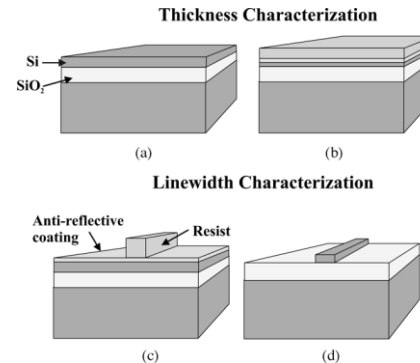 Thickness Characterization
Si
SiO₂
(a)
(b)
Linewidth Characterization
Anti-reflective
coating
Resist
(c)
(d)